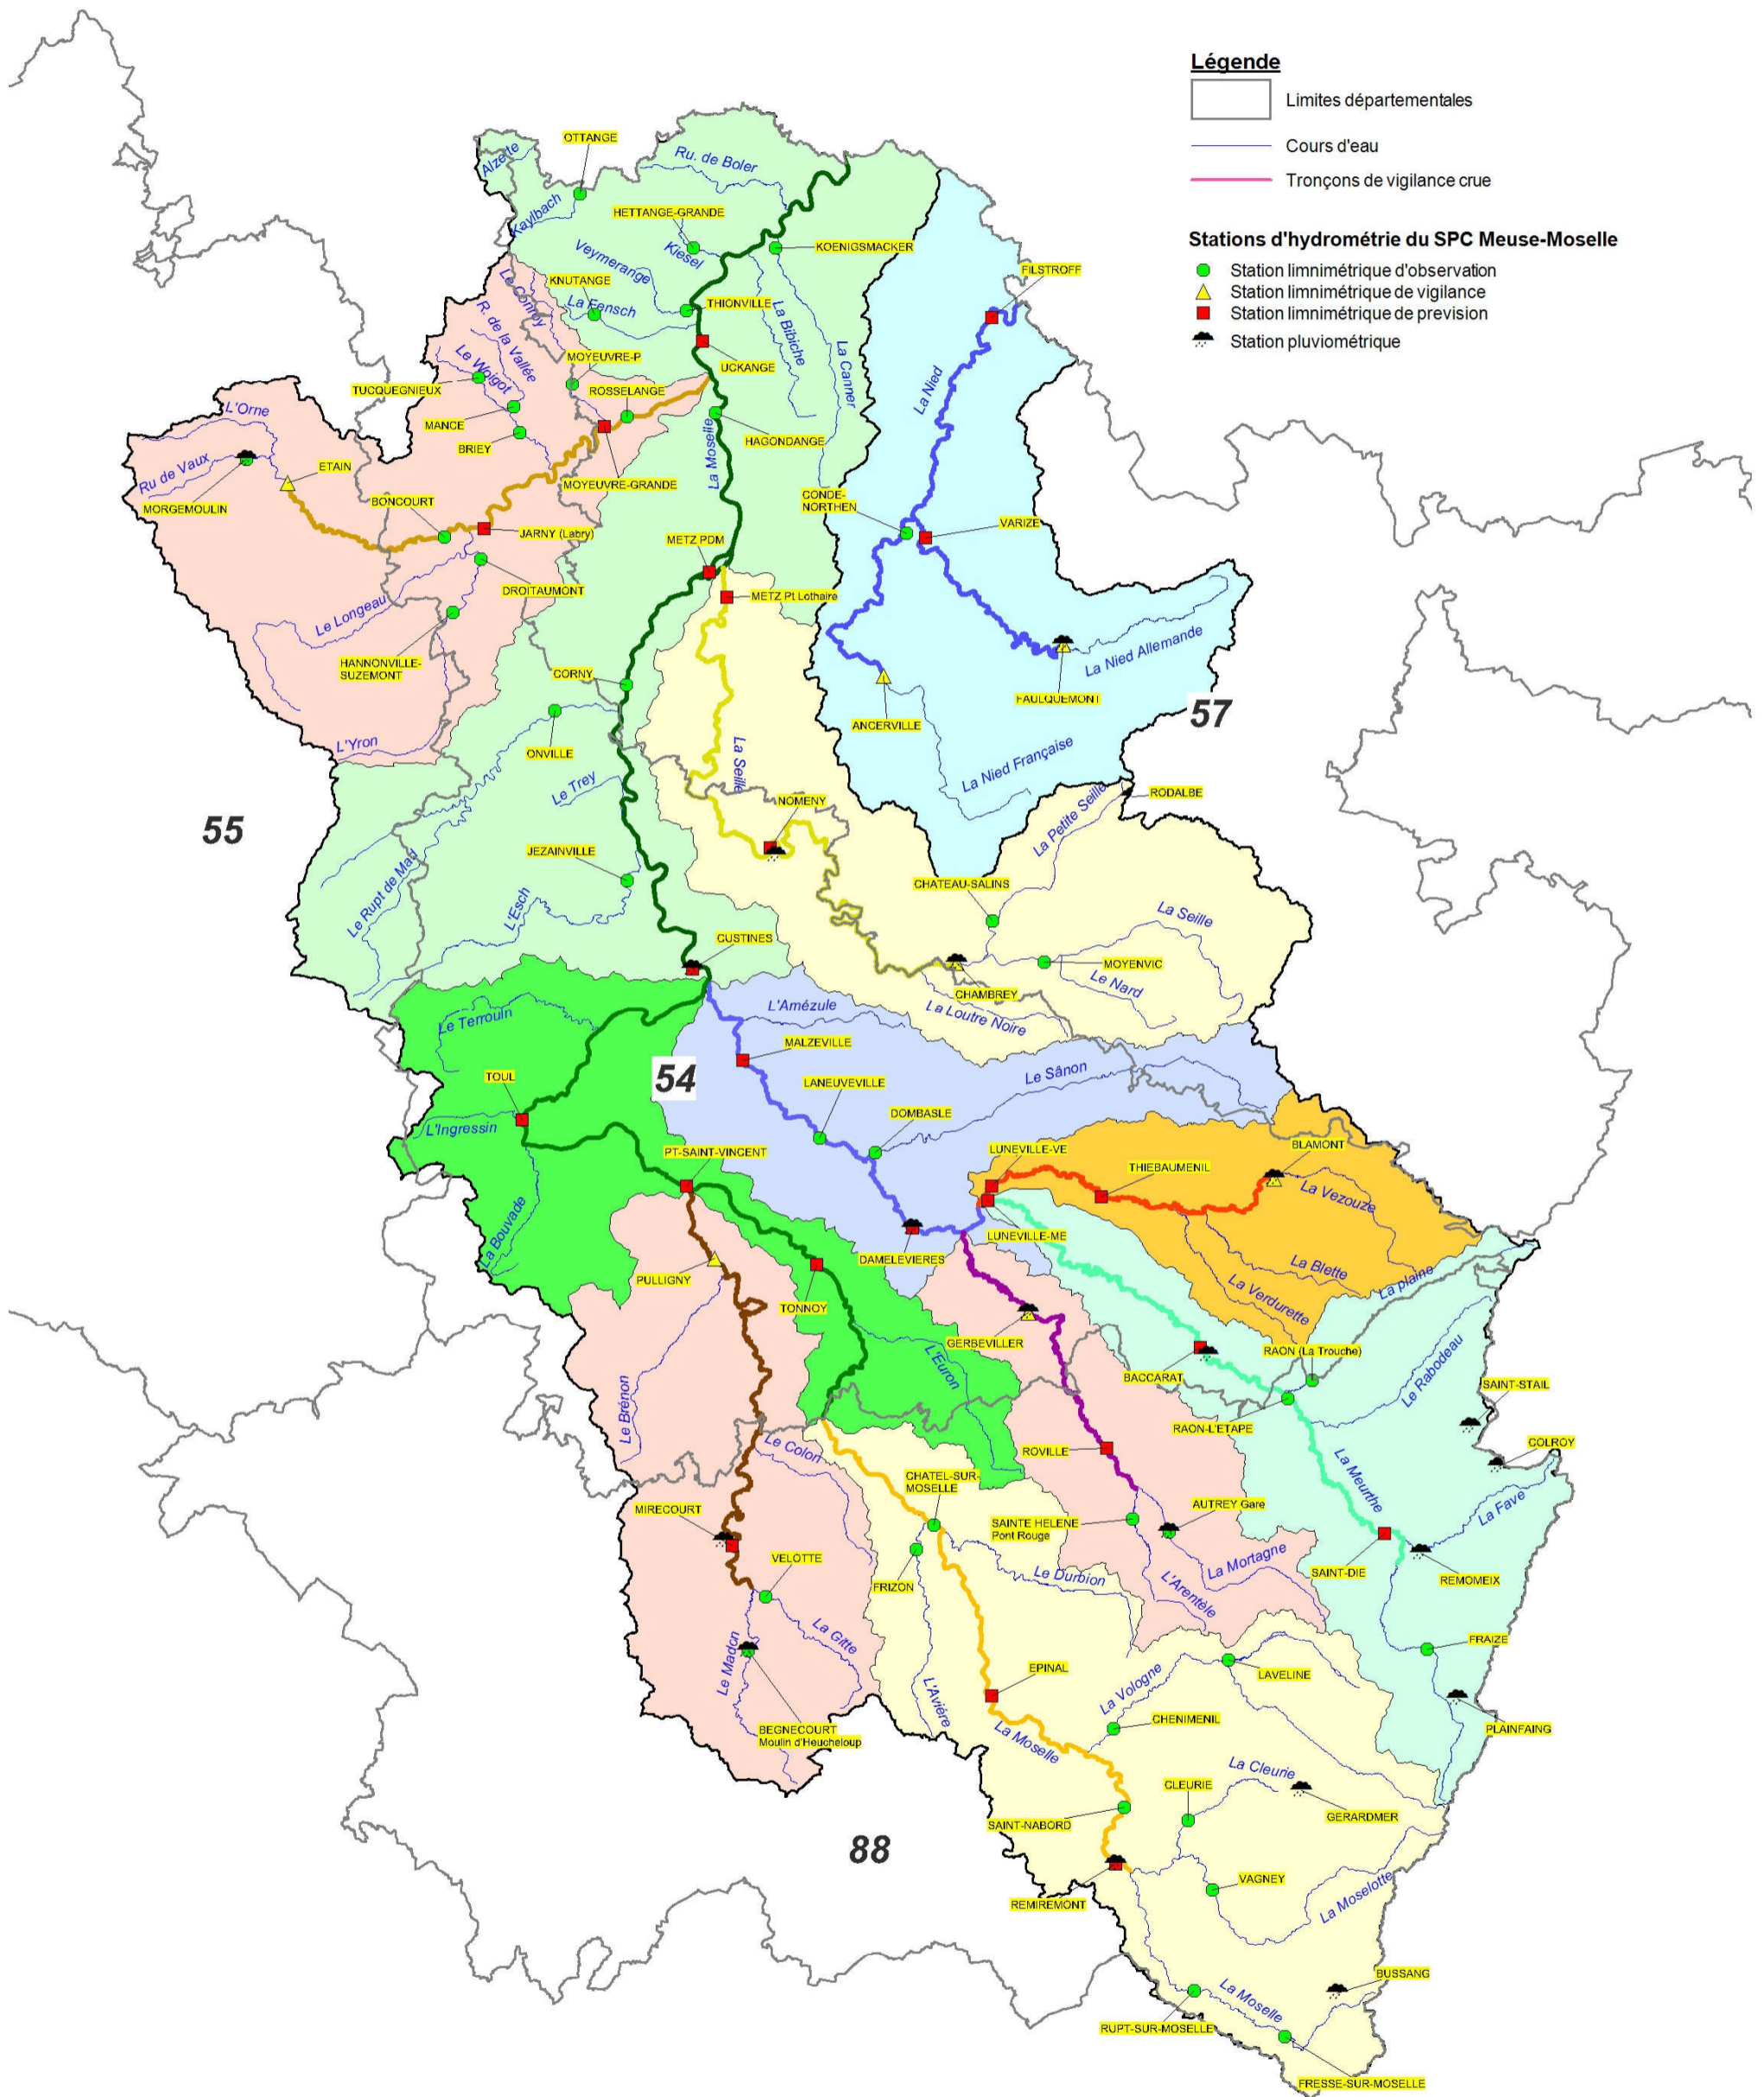 Légende
Limites départementales
Cours d'eau
Tronçons de vigilance crue
Stations d'hydrométrie du SPC Meuse-Moselle
Station limnimétrique d'observation
Station limnimétrique de vigilance
Station limnimétrique de prevision
Station pluviométrique
OTTANGE
Alzette
Ru. de Boler
Kaylbach
HETTANGE-GRANDE
Kiesel
KOENIGSMACKER
Veymerange
FILSTROFF
KNUTANGE
Le Conroy
La Fensch
THIONVILLE
La Bibiche
R. de la Vallée
La Canner
Le Woigot
MOYEUVRE-P
UCKANGE
La Nied
TUCQUEGNIEUX
ROSSELANGE
L'Orne
MANCE
HAGONDANGE
BRIEY
La Moselle
Ru de Vaux
ETAIN
MOYEUVRE-GRANDE
MORGEMOULIN
BONCOURT
CONDE-
NORTHEN
VARIZE
JARNY (Labry)
METZ PDM
DROITAUMONT
METZ Pt Lothaire
Le Longeau
La Nied Allemande
HANNONVILLE-
SUZEMONT
CORNY
FAULQUEMONT
57
ANCERVILLE
L'Yron
ONVILLE
La Seille
La Nied Française
Le Trey
NOMENY
RODALBE
La Petite Seille
55
JEZAINVILLE
CHATEAU-SALINS
Le Rupt de Mad
L'Esch
La Seille
CUSTINES
MOYENVIC
Le Nard
CHAMBREY
L'Amézule
La Loutre Noire
Le Terrouin
MALZEVILLE
54
Le Sânon
TOUL
LANEUVEVILLE
DOMBASLE
L'Ingressin
PT-SAINT-VINCENT
LUNEVILLE-VE
BLAMONT
THIEBAUMENIL
La Vezouze
La Bouvade
LUNEVILLE-ME
DAMELEVIERES
La Blette
PULLIGNY
La plaine
La Verdurette
TONNOY
GERBEVILLER
RAON (La Trouche)
L'Euron
BACCARAT
Le Rabodeau
SAINT-STAIL
Le Brénon
RAON-L'ETAPE
COLROY
Le Colon
ROVILLE
La Meurthe
CHATEL-SUR-
MOSELLE
AUTREY Gare
La Fave
MIRECOURT
SAINTE HELENE
Pont Rouge
VELOTTE
La Mortagne
SAINT-DIE
REMOMEIX
FRIZON
Le Durbion
L'Arentèle
La Gitte
FRAIZE
Le Madon
EPINAL
LAVELINE
La Vologne
L'Avière
BEGNECOURT
Moulin d'Heucheloup
CHENIMENIL
PLAINFAING
La Moselle
La Cleurie
CLEURIE
GERARDMER
SAINT-NABORD
88
VAGNEY
REMIREMONT
La Moselotte
BUSSANG
La Moselle
RUPT-SUR-MOSELLE
FRESSE-SUR-MOSELLE